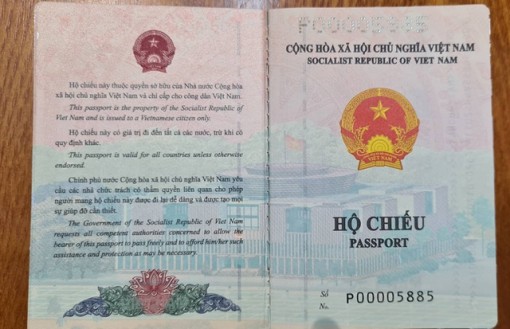 Hộ chiếu này thuộc quyền sở hữu của Nhà nước Cộng hòa
xã hội chủ nghĩa Việt Nam và chỉ cấp cho công dân Việt Nam.
This passport is the property of the Socialist Republic of
Viet Nam and is issued to a Vietnamese citizen only.
Hộ chiếu này có giá trị đi đến tất cả các nước, trừ khi có
quy định khác.
This passport is valid for all countries unless otherwise
endorsed.
Chính phủ nước Cộng hòa xã hội chủ nghĩa Việt Nam yêu
cầu các nhà chức trách có thẩm quyền liên quan cho phép
người mang hộ chiếu này được đi lại dễ dàng và được tạo mọi
sự giúp đỡ cần thiết.
The Government of the Socialist Republic of Viet Nam
requests all competent authorities concerned to allow the
bearer of this passport to pass freely and to afford him/her such
assistance and protection as may be necessary.
P00005885
CỘNG HÒA XÃ HỘI CHỦ NGHĨA VIỆT NAM
SOCIALIST REPUBLIC OF VIET NAM
VIỆT NAM
HỘ CHIẾU
PASSPORT
Số
No. P00005885